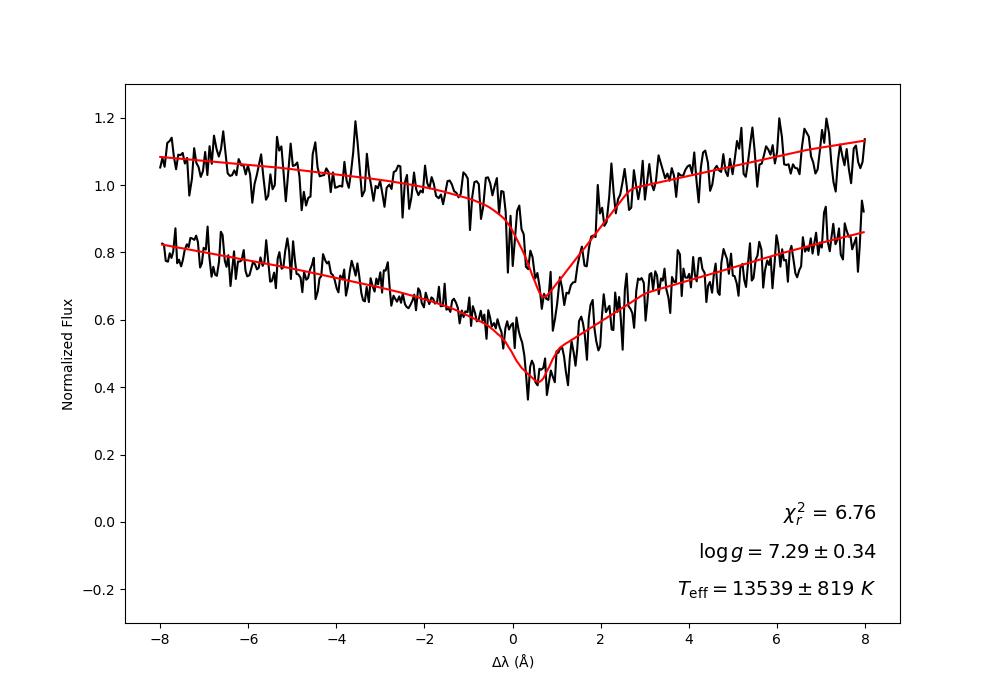 1.2
1.0
0.8
0.6
0.4
0.2
0.0
−0.2
Normalized Flux
χ²ᵣ = 6.76
log g = 7.29 ± 0.34
T_eff = 13539 ± 819 K
−8 −6 −4 −2 0 2 4 6 8
Δλ (Å)